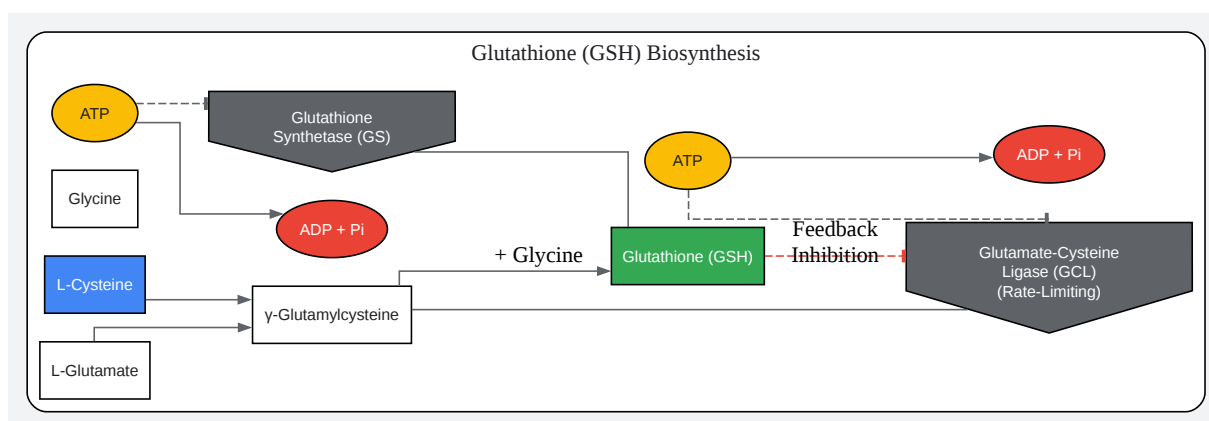 Glutathione (GSH) Biosynthesis
ATP
Glutathione
Synthetase (GS)
ATP
ADP + Pi
Glycine
ADP + Pi
Feedback
Inhibition
+ Glycine
Glutathione (GSH)
Glutamate-Cysteine
Ligase (GCL)
(Rate-Limiting)
L-Cysteine
γ-Glutamylcysteine
L-Glutamate